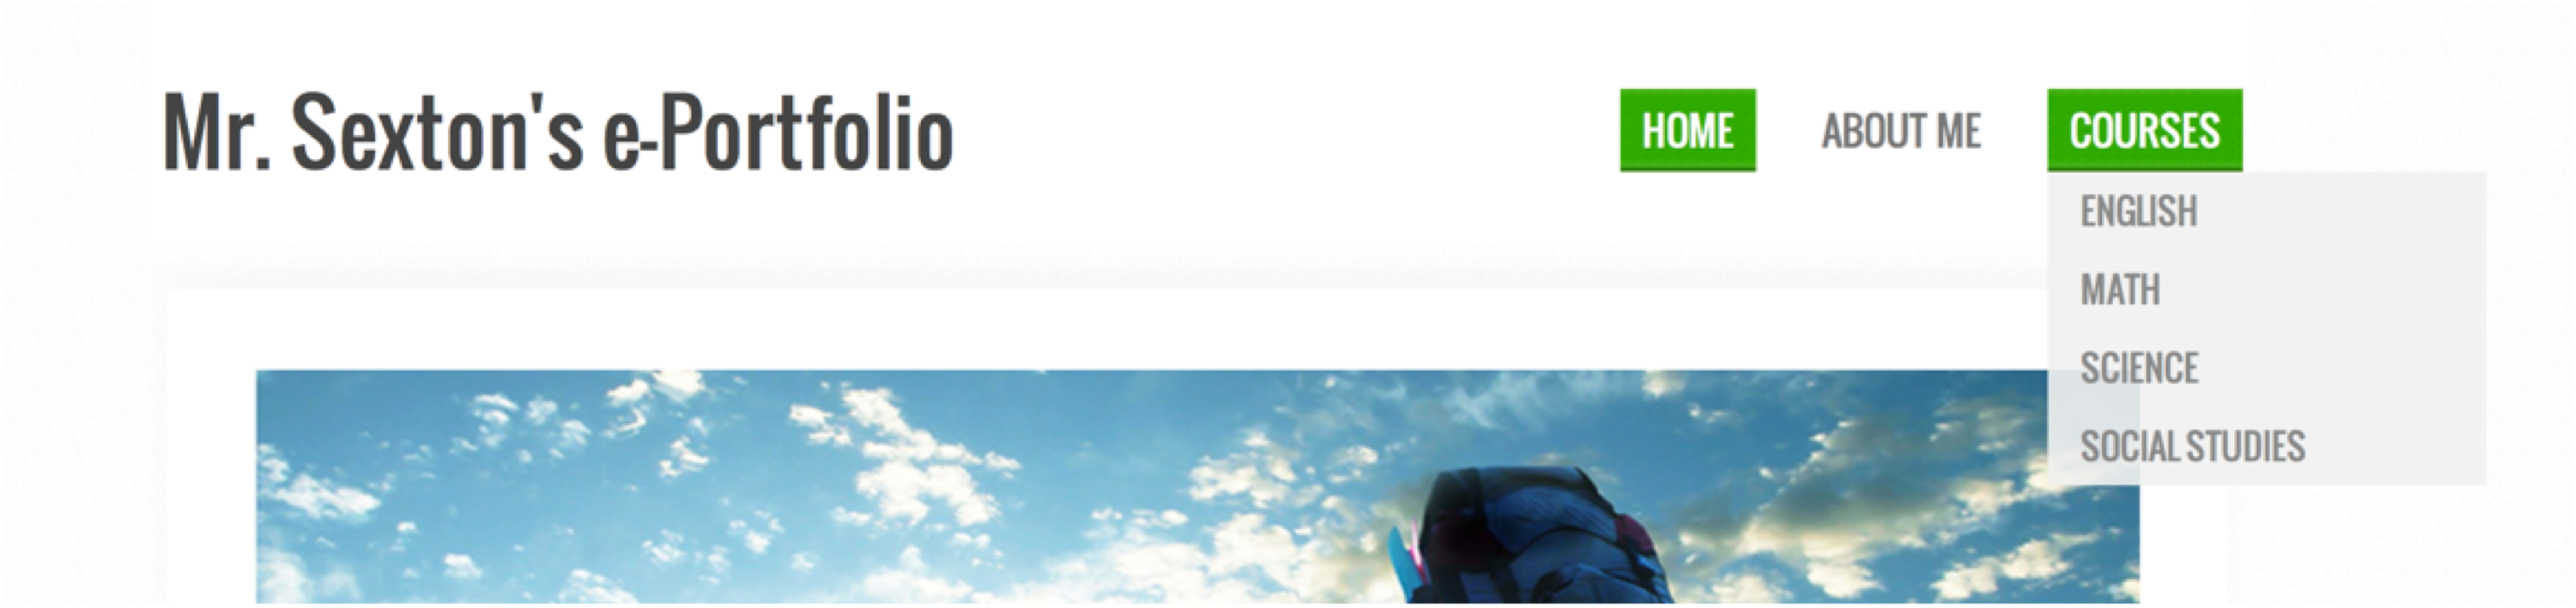 Mr. Sexton's e-Portfolio
HOME ABOUT ME COURSES
ENGLISH
MATH
SCIENCE
SOCIAL STUDIES